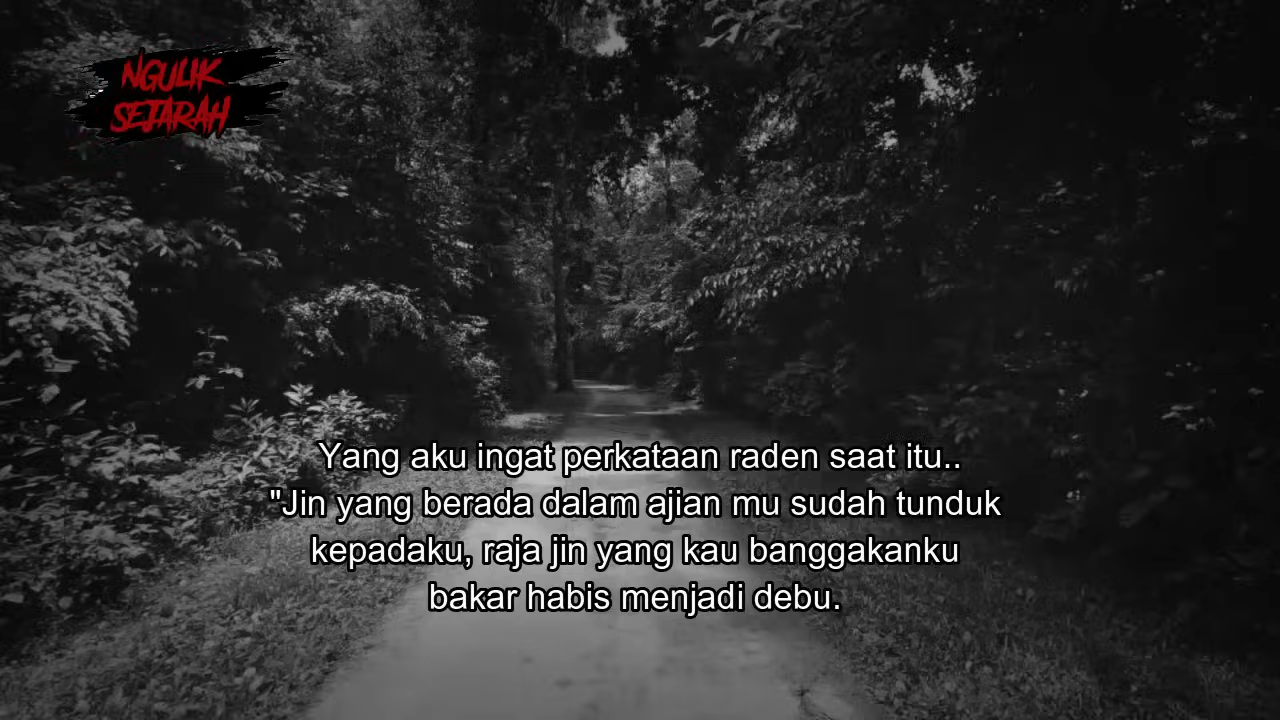 NGULIK
SEJARAH
Yang aku ingat perkataan raden saat itu..
"Jin yang berada dalam ajian mu sudah tunduk
kepadaku, raja jin yang kau banggakanku
bakar habis menjadi debu.